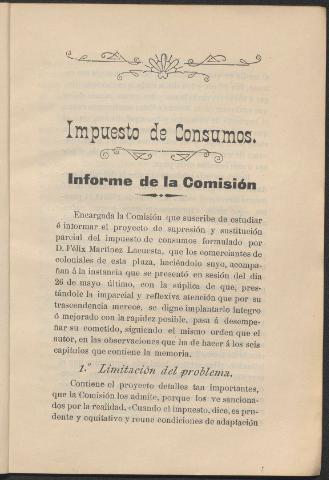 Impuesto de Consumos.
Informe de la Comisión
Encargada la Comisión que suscribe de estudiar
é informar el proyecto de supresión y sustitución
parcial del impuesto de consumos formulado por
D. Félix Martínez Lacuesta, que los comerciantes de
coloniales de esta plaza, haciéndolo suyo, acompa-
ñan á la instancia que se presentó en sesión del día
26 de mayo último, con la súplica de que, pres-
tándole la imparcial y reflexiva atención que por su
trascendencia merece, se digne implantarlo íntegro
ó mejorado con la rapidez posible, pasa á desempe-
ñar su cometido, siguiendo el mismo orden que el
autor, en las observaciones que ha de hacer á los seis
capítulos que contiene la memoria.
1.º Limitación del problema.
Contiene el proyecto detalles tan importantes,
que la Comisión los admite, porque los ve sanciona-
dos por la realidad. «Cuando el impuesto, dice, es pru-
dente y equitativo y reune condiciones de adaptación